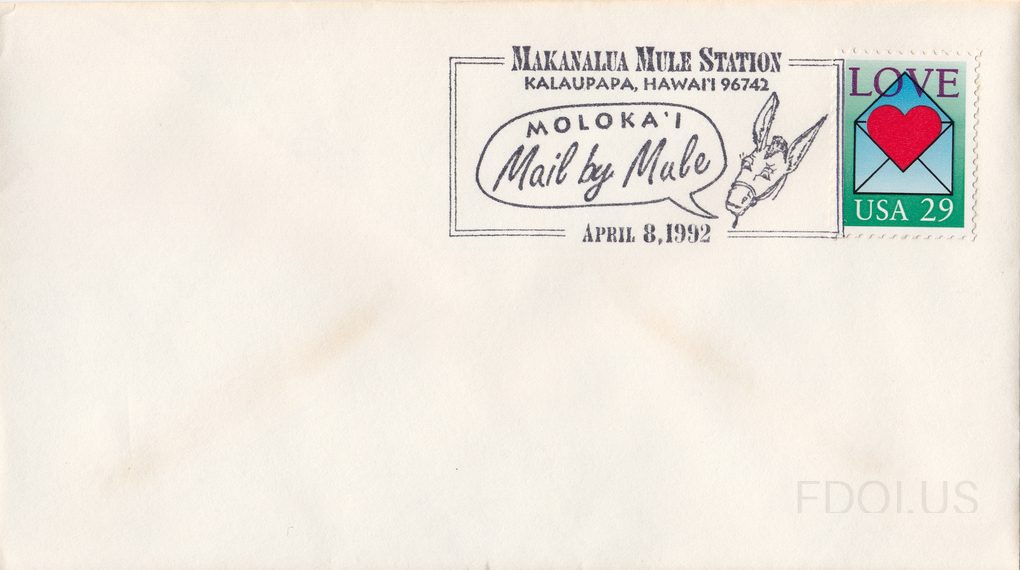 MAKANALUA MULE STATION
KALAUPAPA, HAWAI'I 96742
MOLOKA'I
Mail by Mule
APRIL 8, 1992
LOVE
USA 29
FDOI.US